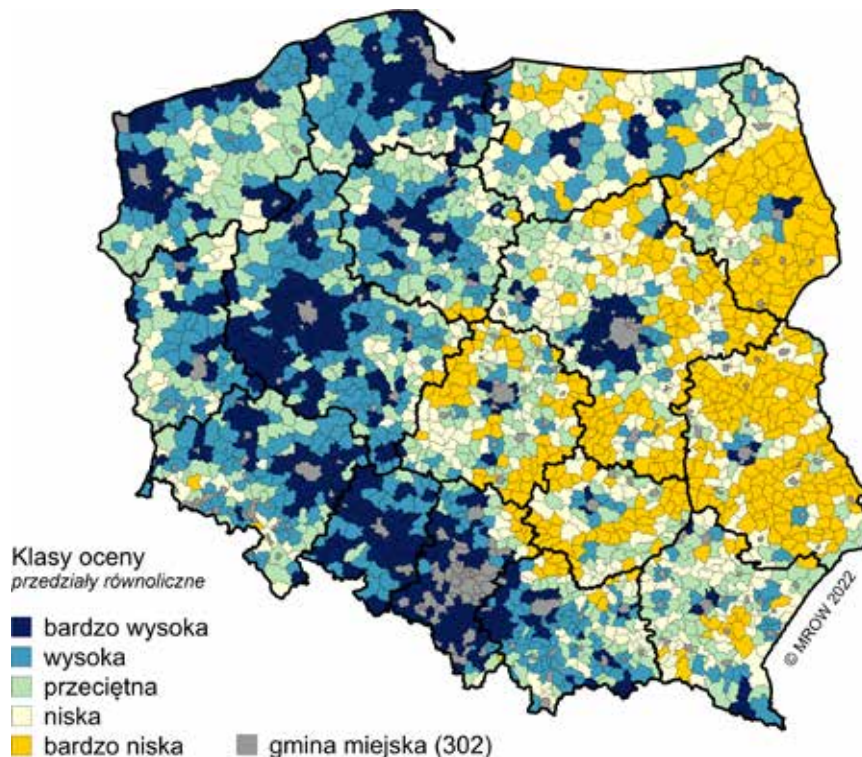 Klasy oceny
przedziały równoliczne
bardzo wysoka
wysoka
przeciętna
niska
bardzo niska
gmina miejska (302)
© MROW 2022